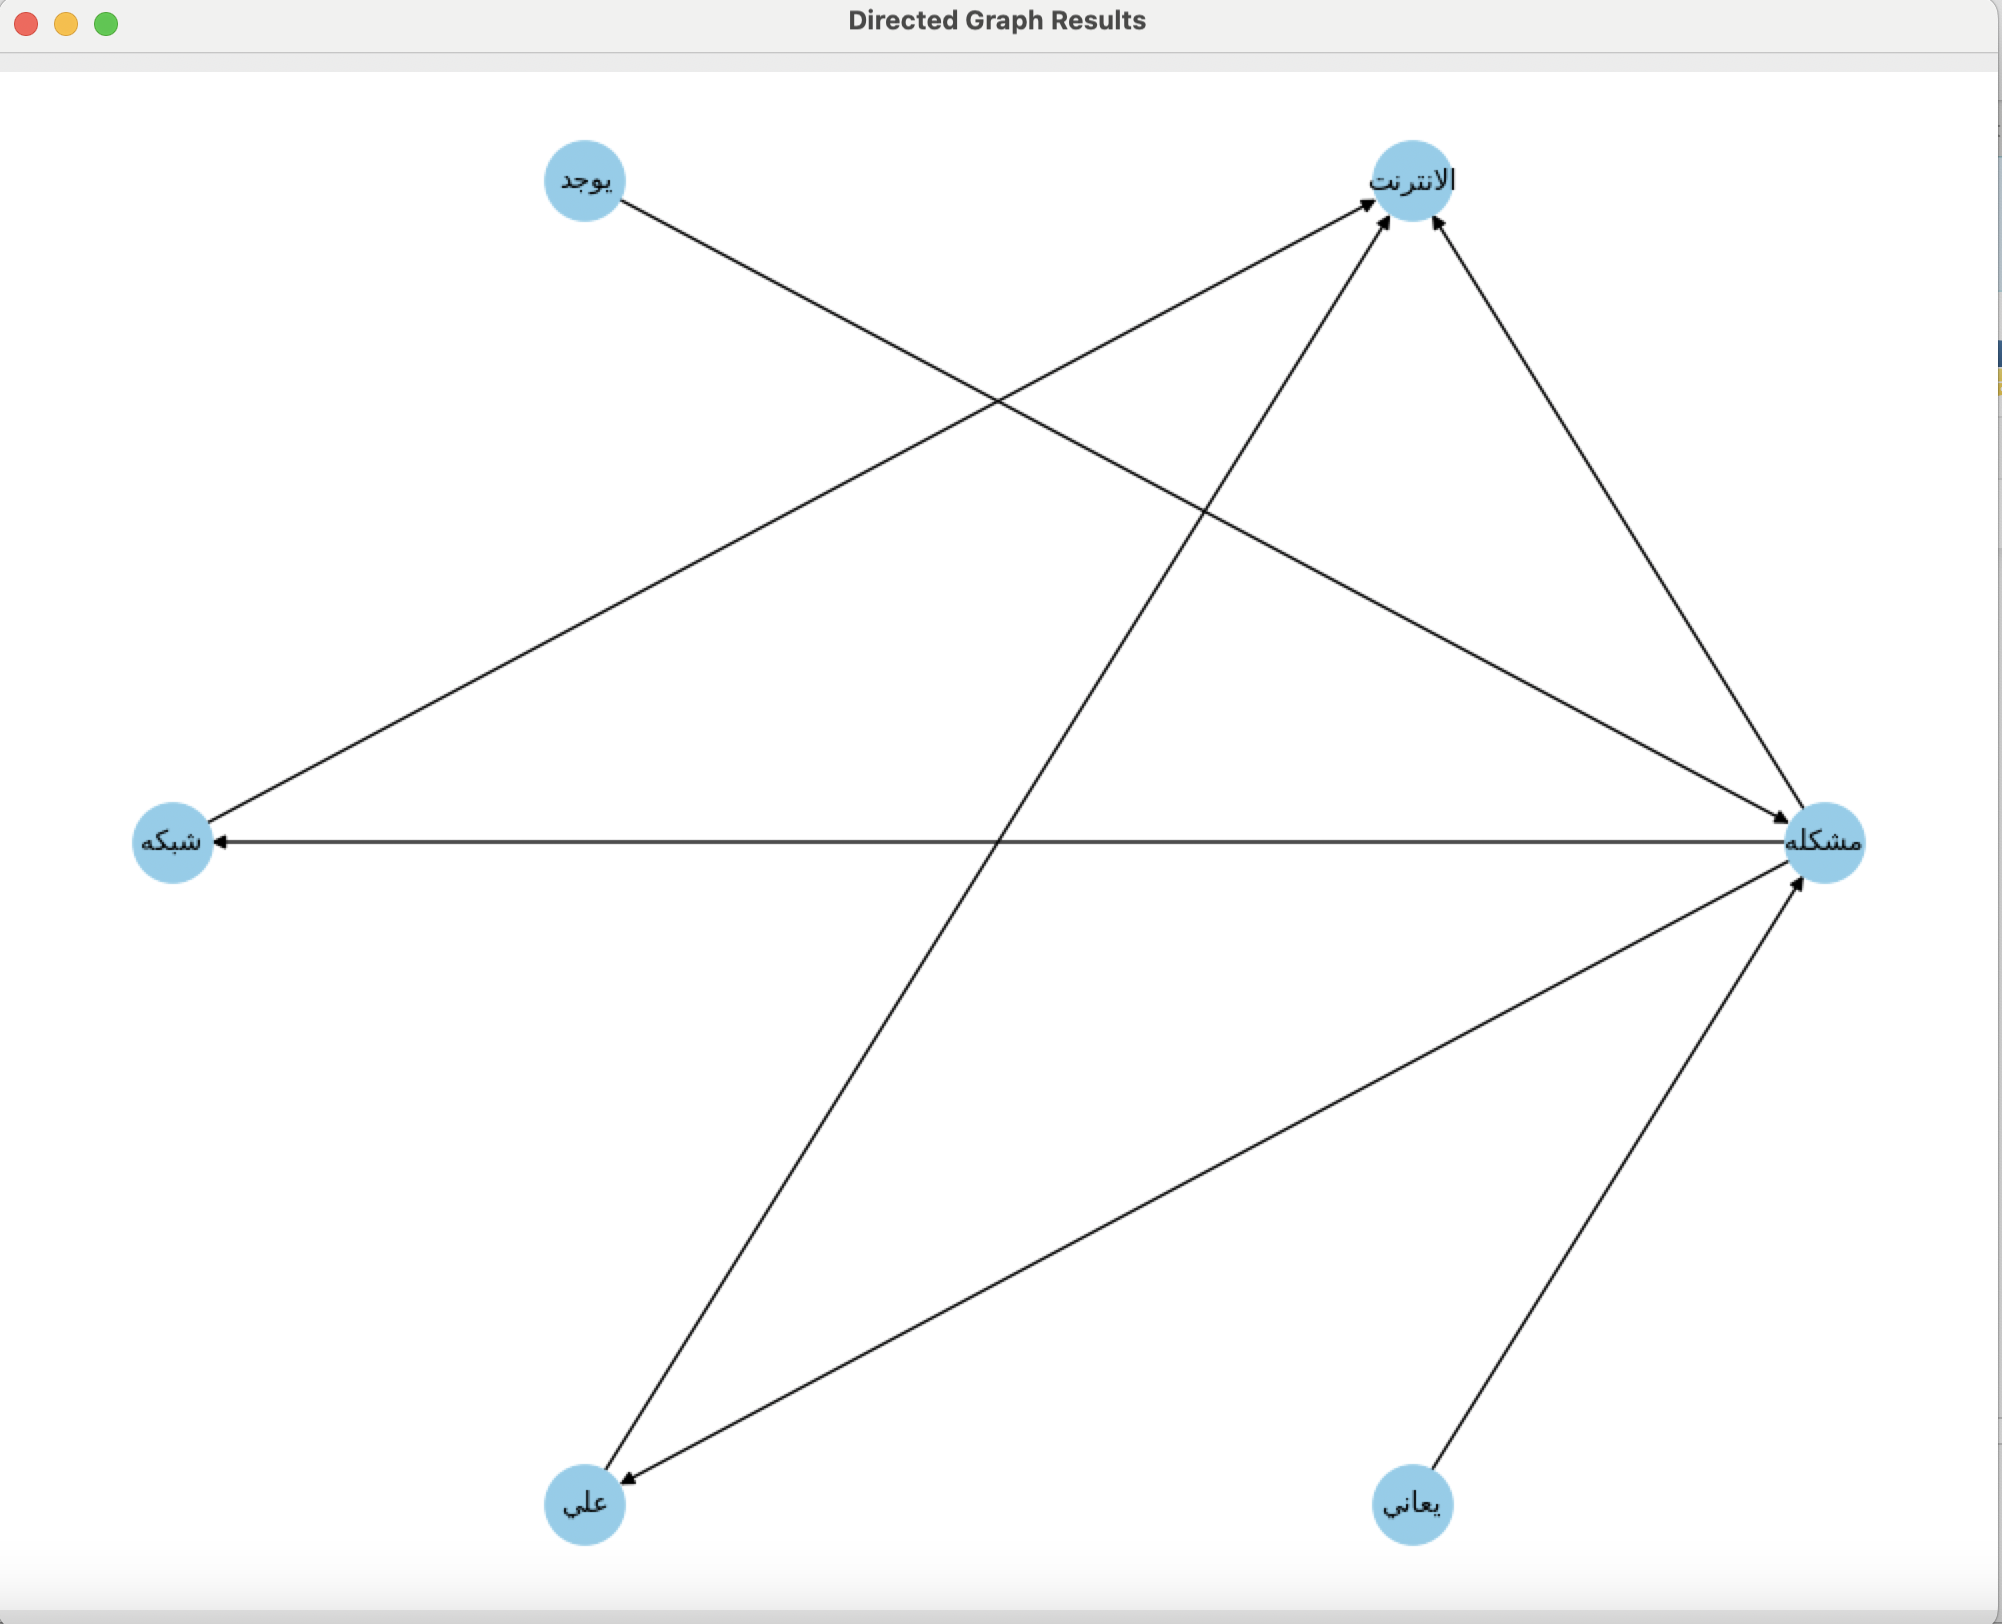 Directed Graph Results
يوجد
الانترنت
شبكه
مشكله
علي
يعاني